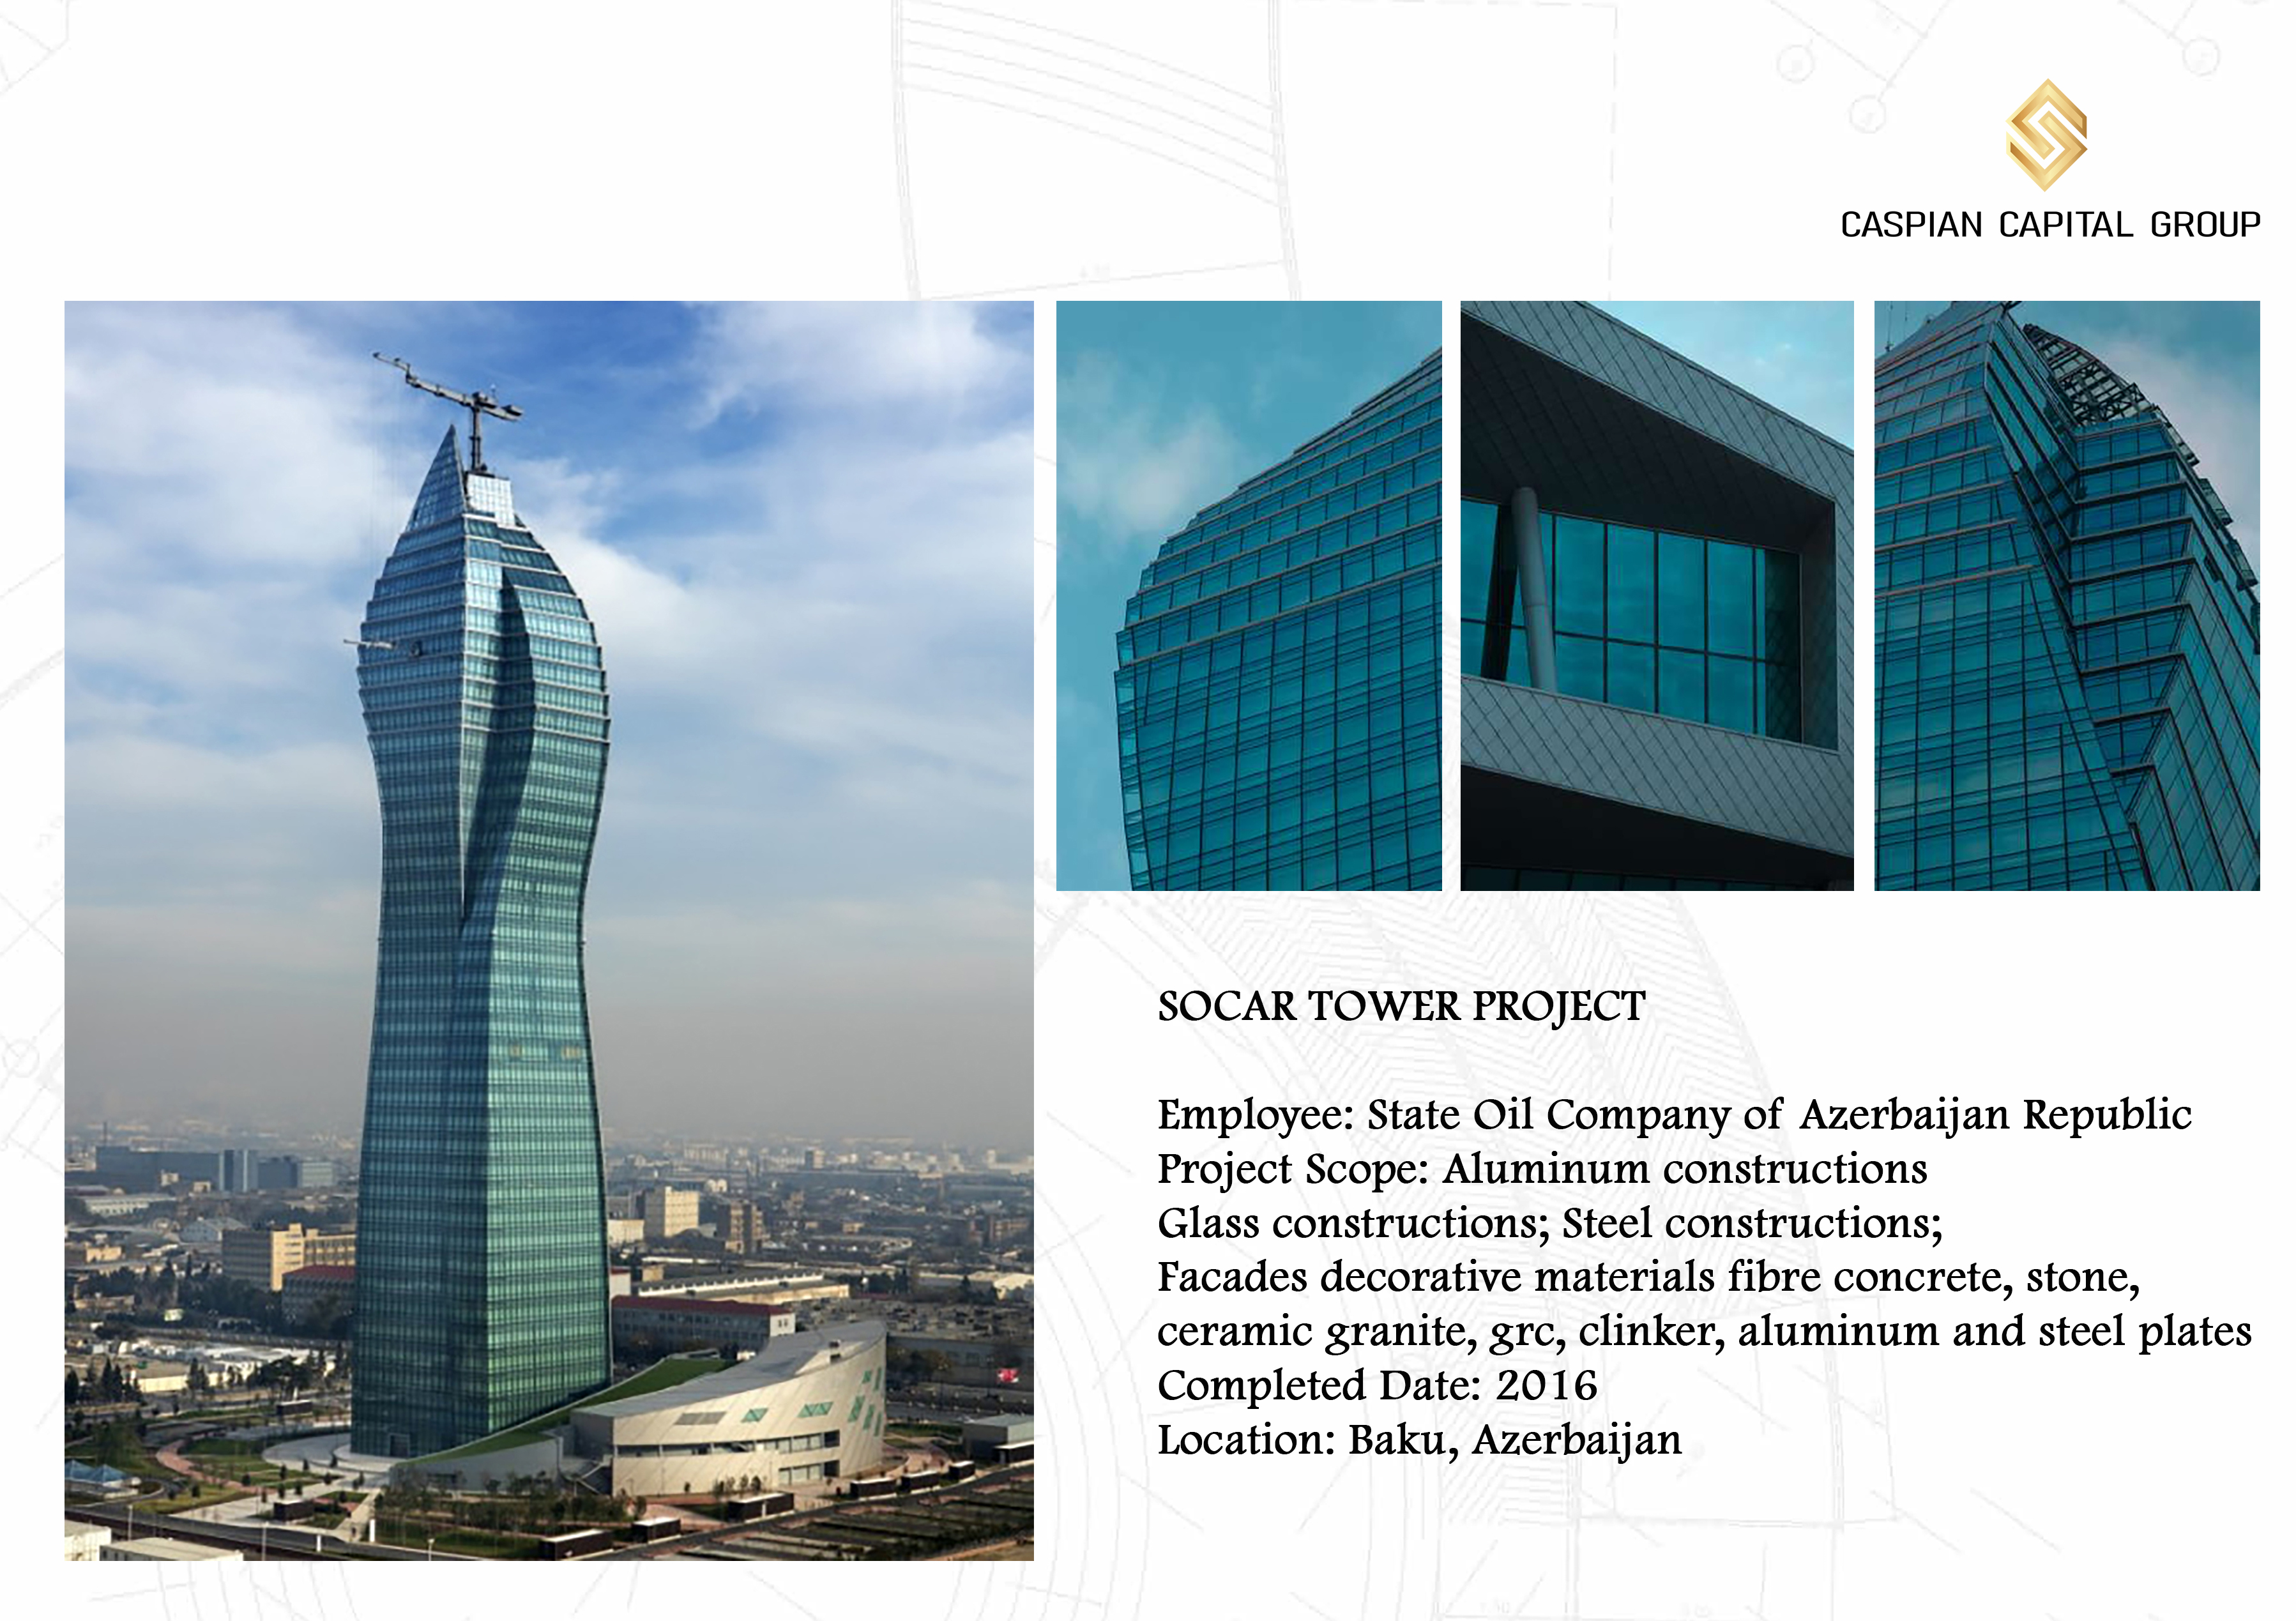 CASPIAN CAPITAL GROUP
SOCAR TOWER PROJECT
Employee: State Oil Company of Azerbaijan Republic
Project Scope: Aluminum constructions
Glass constructions; Steel constructions;
Facades decorative materials fibre concrete, stone,
ceramic granite, grc, clinker, aluminum and steel plates
Completed Date: 2016
Location: Baku, Azerbaijan